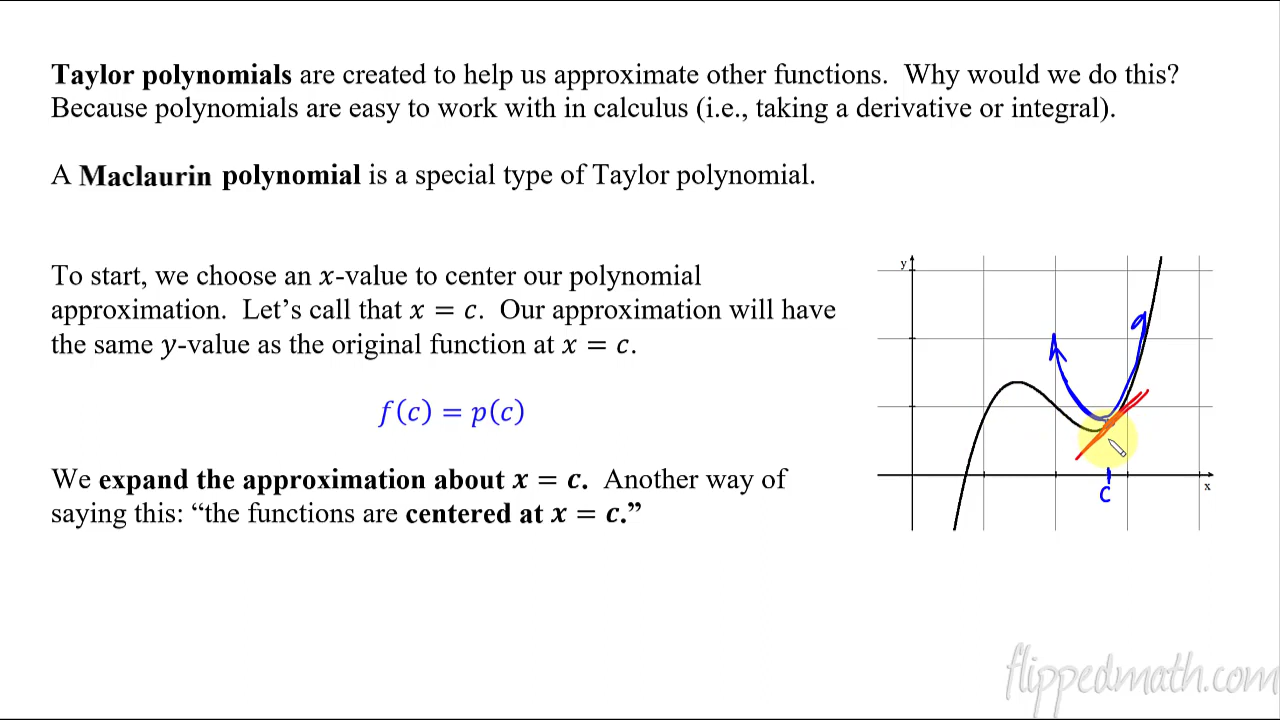 Taylor polynomials are created to help us approximate other functions. Why would we do this?
Because polynomials are easy to work with in calculus (i.e., taking a derivative or integral).
A Maclaurin polynomial is a special type of Taylor polynomial.
To start, we choose an x-value to center our polynomial
approximation. Let’s call that x = c. Our approximation will have
the same y-value as the original function at x = c.
f(c) = p(c)
We expand the approximation about x = c. Another way of
saying this: “the functions are centered at x = c.”
y
x
c
flippedmath.com